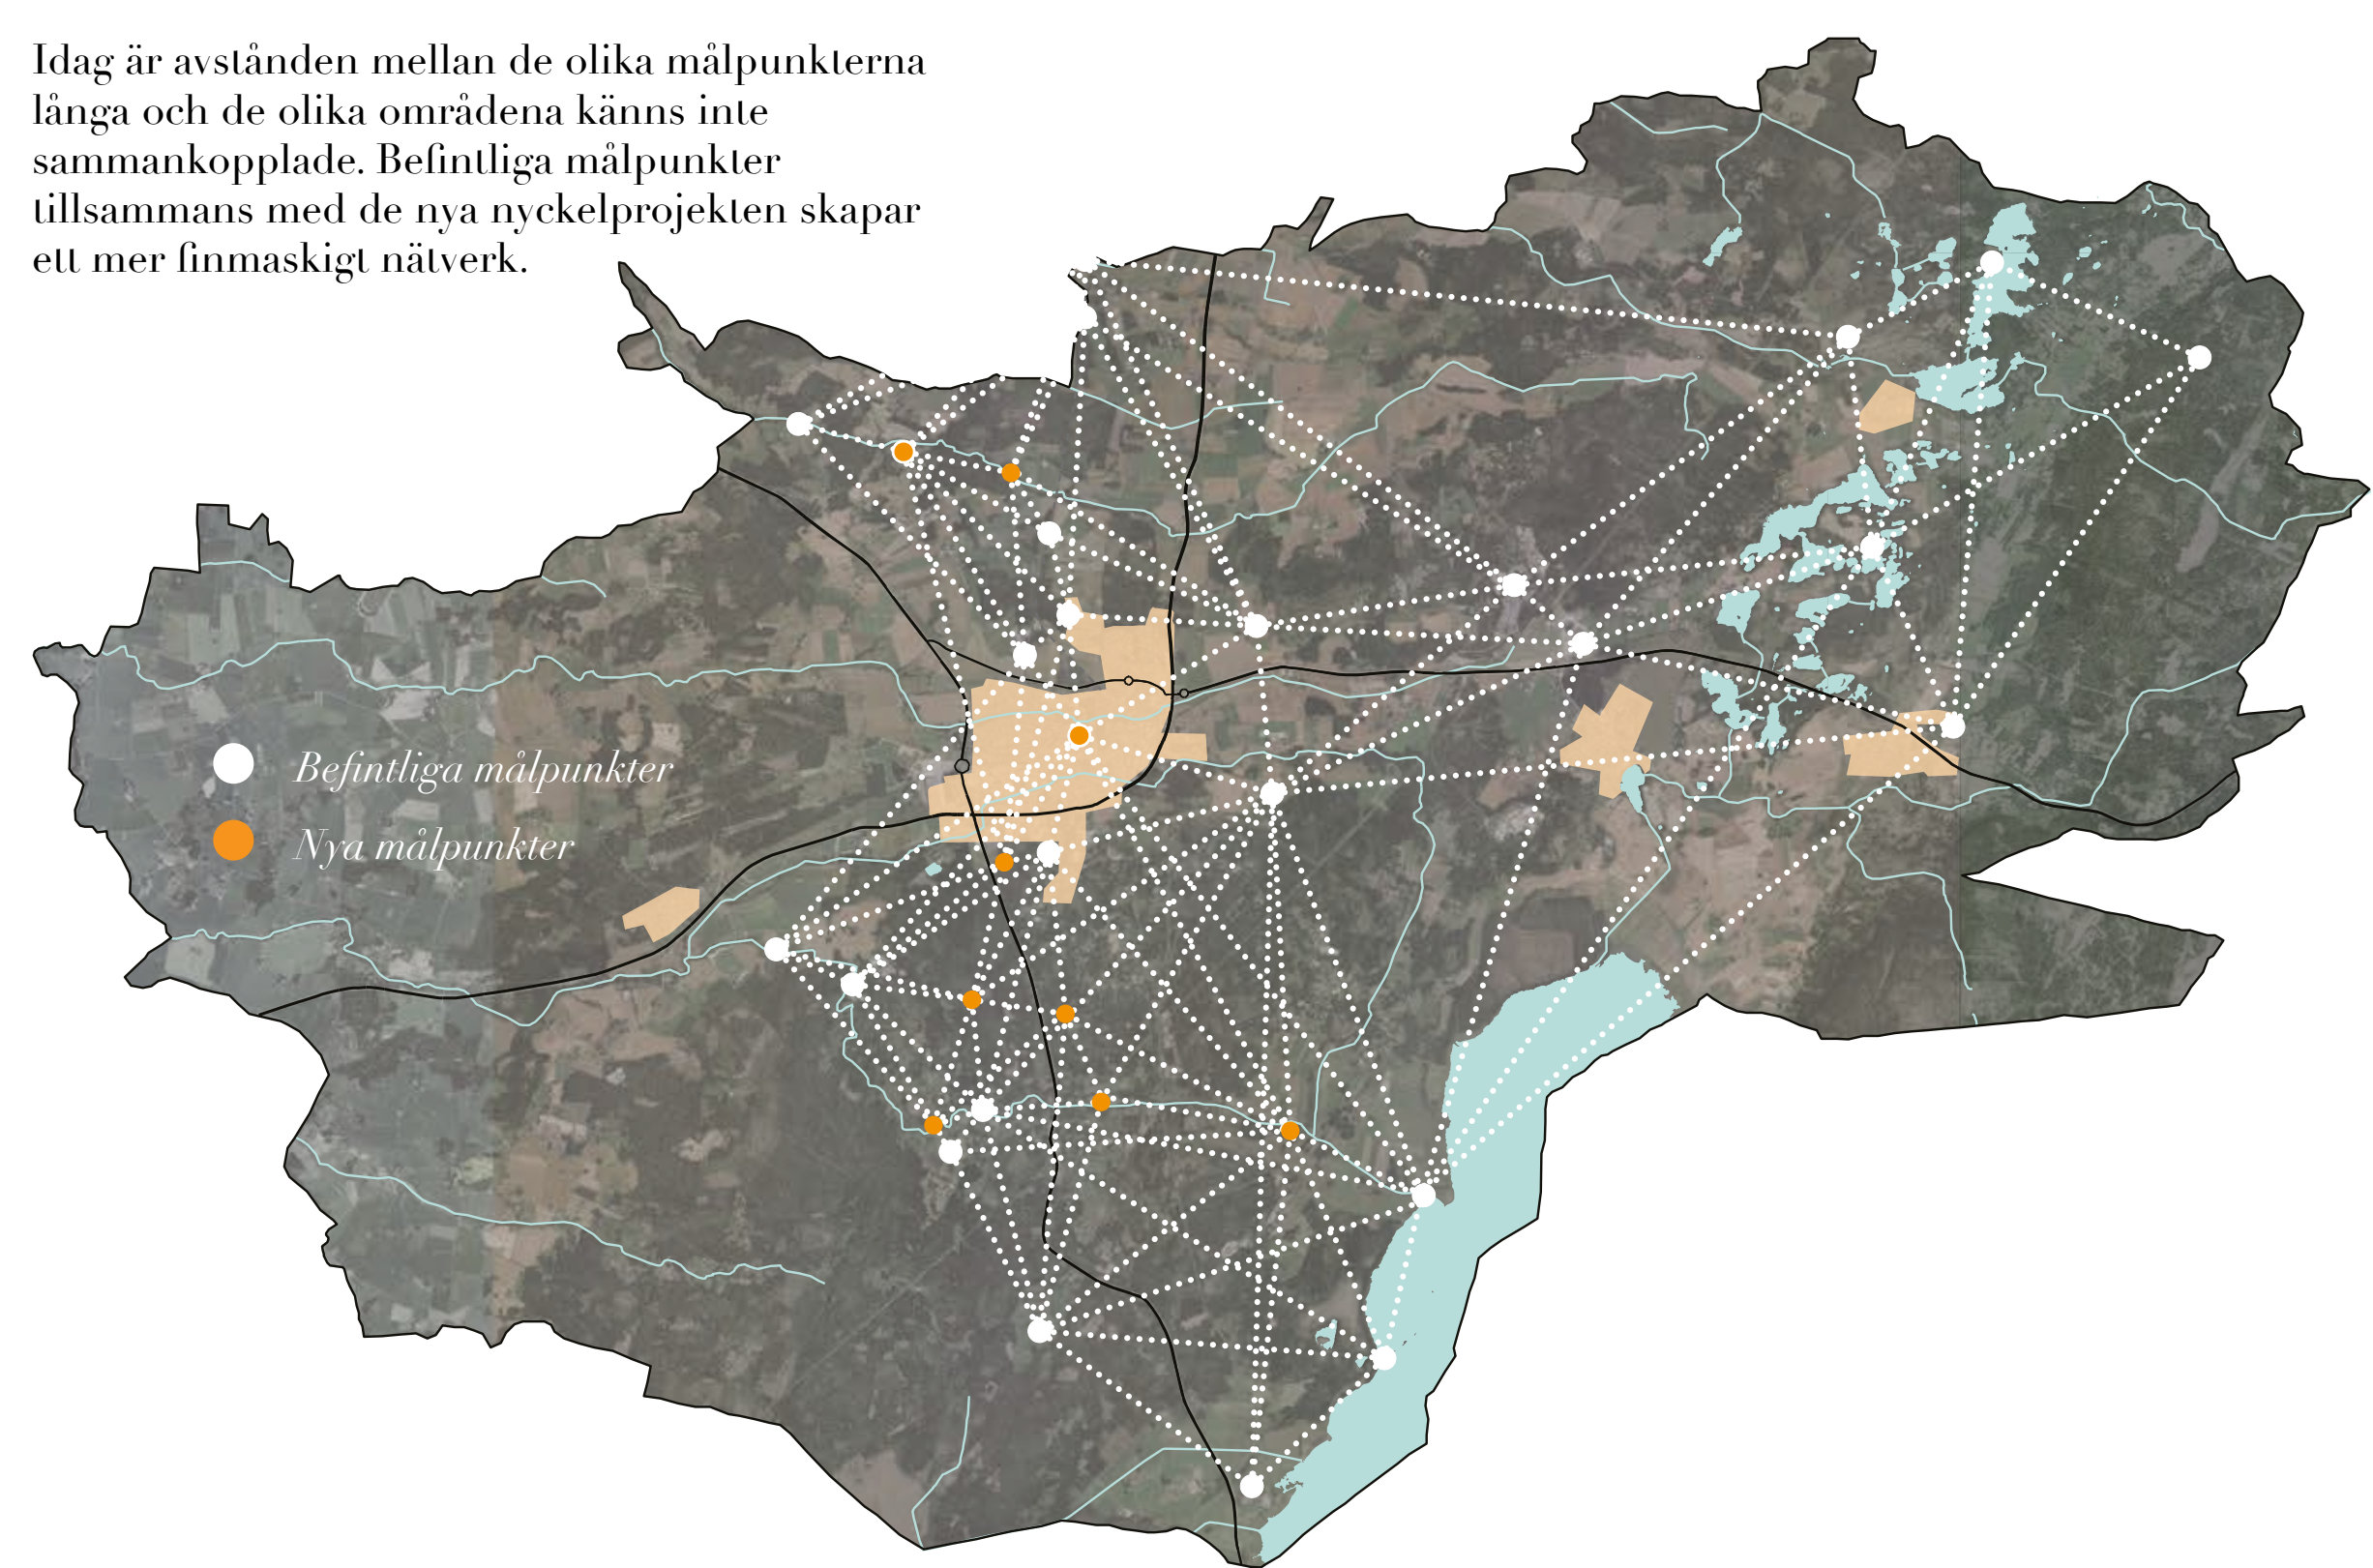 Idag är avstånden mellan de olika målpunkterna
långa och de olika områdena känns inte
sammankopplade. Befintliga målpunkter
tillsammans med de nya nyckelprojekten skapar
ett mer finmaskigt nätverk.
Befintliga målpunkter
Nya målpunkter